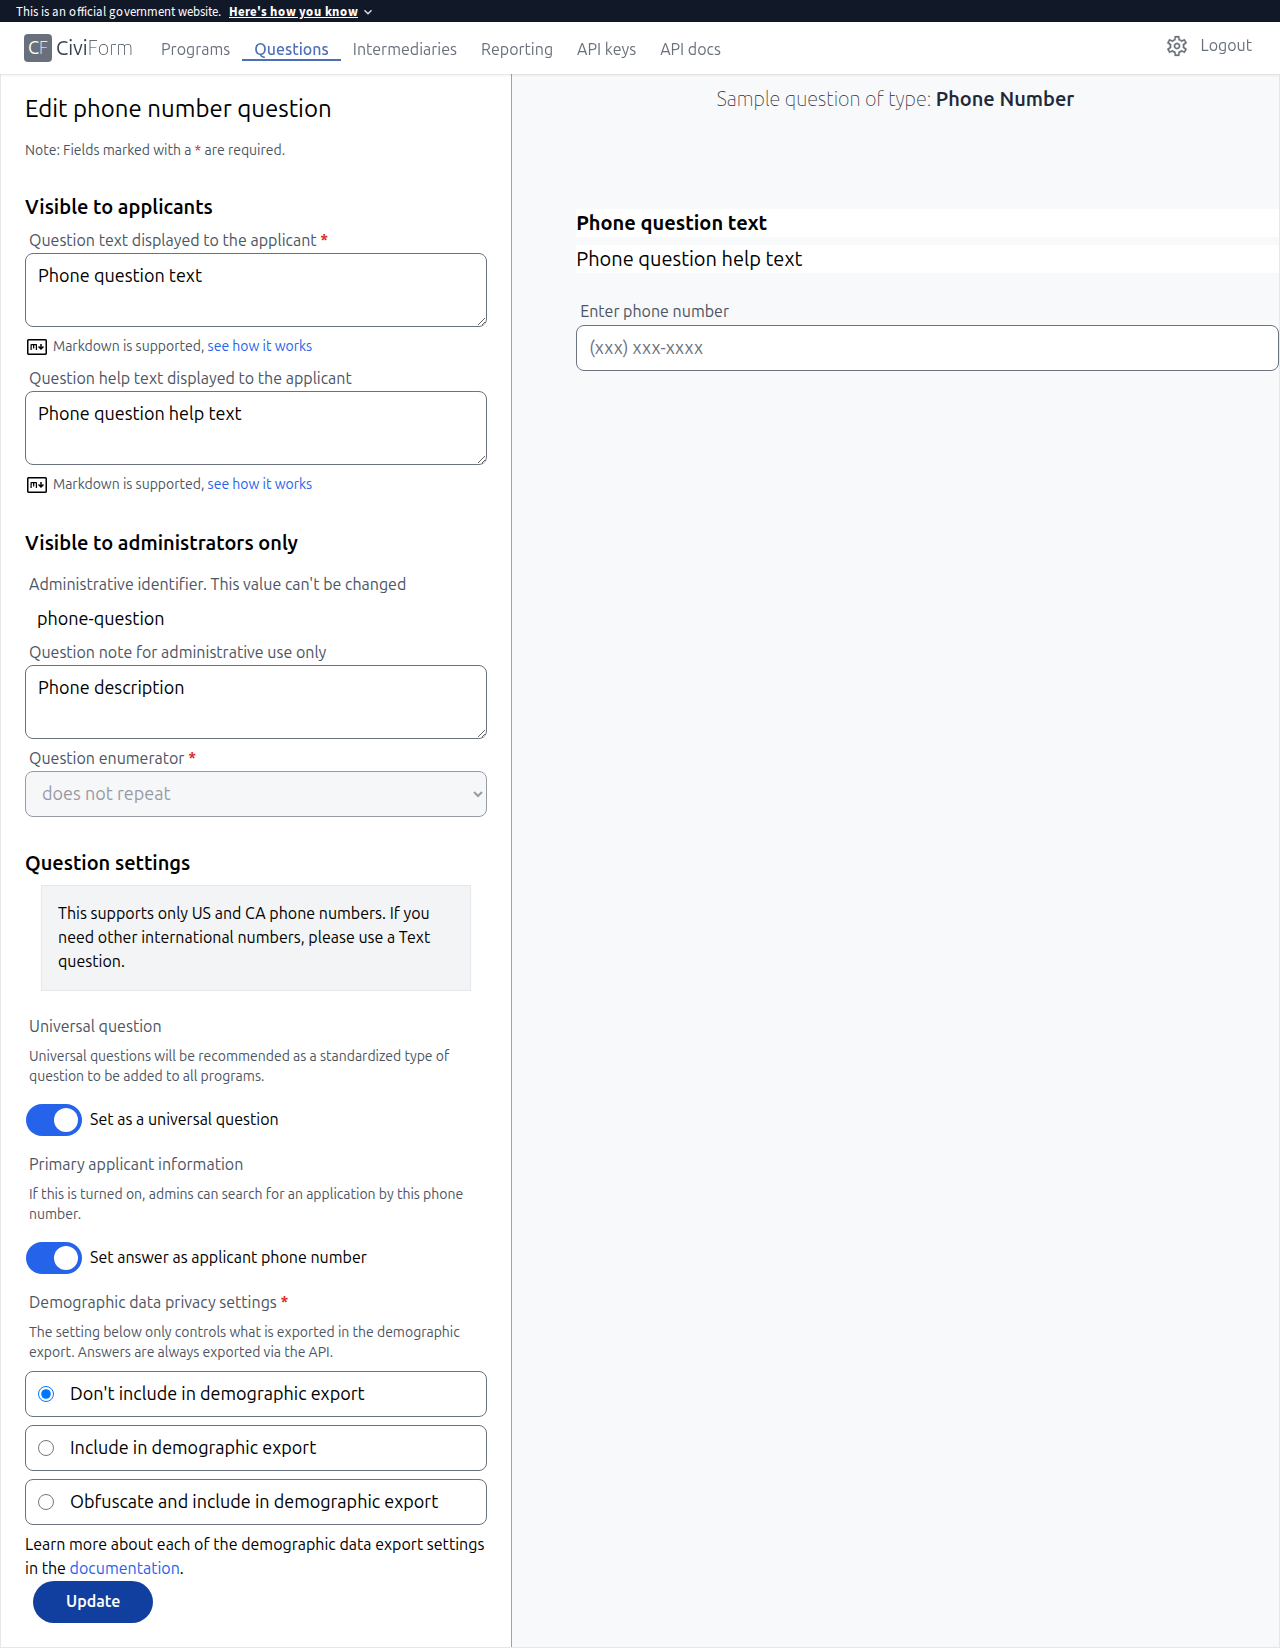 This is an official government website. Here's how you know
CF CiviForm Programs Questions Intermediaries Reporting API keys API docs Logout
Edit phone number question
Note: Fields marked with a * are required.
Visible to applicants
Question text displayed to the applicant *
Phone question text
Markdown is supported, see how it works
Question help text displayed to the applicant
Phone question help text
Markdown is supported, see how it works
Visible to administrators only
Administrative identifier. This value can't be changed
phone-question
Question note for administrative use only
Phone description
Question enumerator *
does not repeat
Question settings
This supports only US and CA phone numbers. If you
need other international numbers, please use a Text
question.
Universal question
Universal questions will be recommended as a standardized type of
question to be added to all programs.
Set as a universal question
Primary applicant information
If this is turned on, admins can search for an application by this phone
number.
Set answer as applicant phone number
Demographic data privacy settings *
The setting below only controls what is exported in the demographic
export. Answers are always exported via the API.
Don't include in demographic export
Include in demographic export
Obfuscate and include in demographic export
Learn more about each of the demographic data export settings
in the documentation.
Update
Sample question of type: Phone Number
Phone question text
Phone question help text
Enter phone number
(xxx) xxx-xxxx